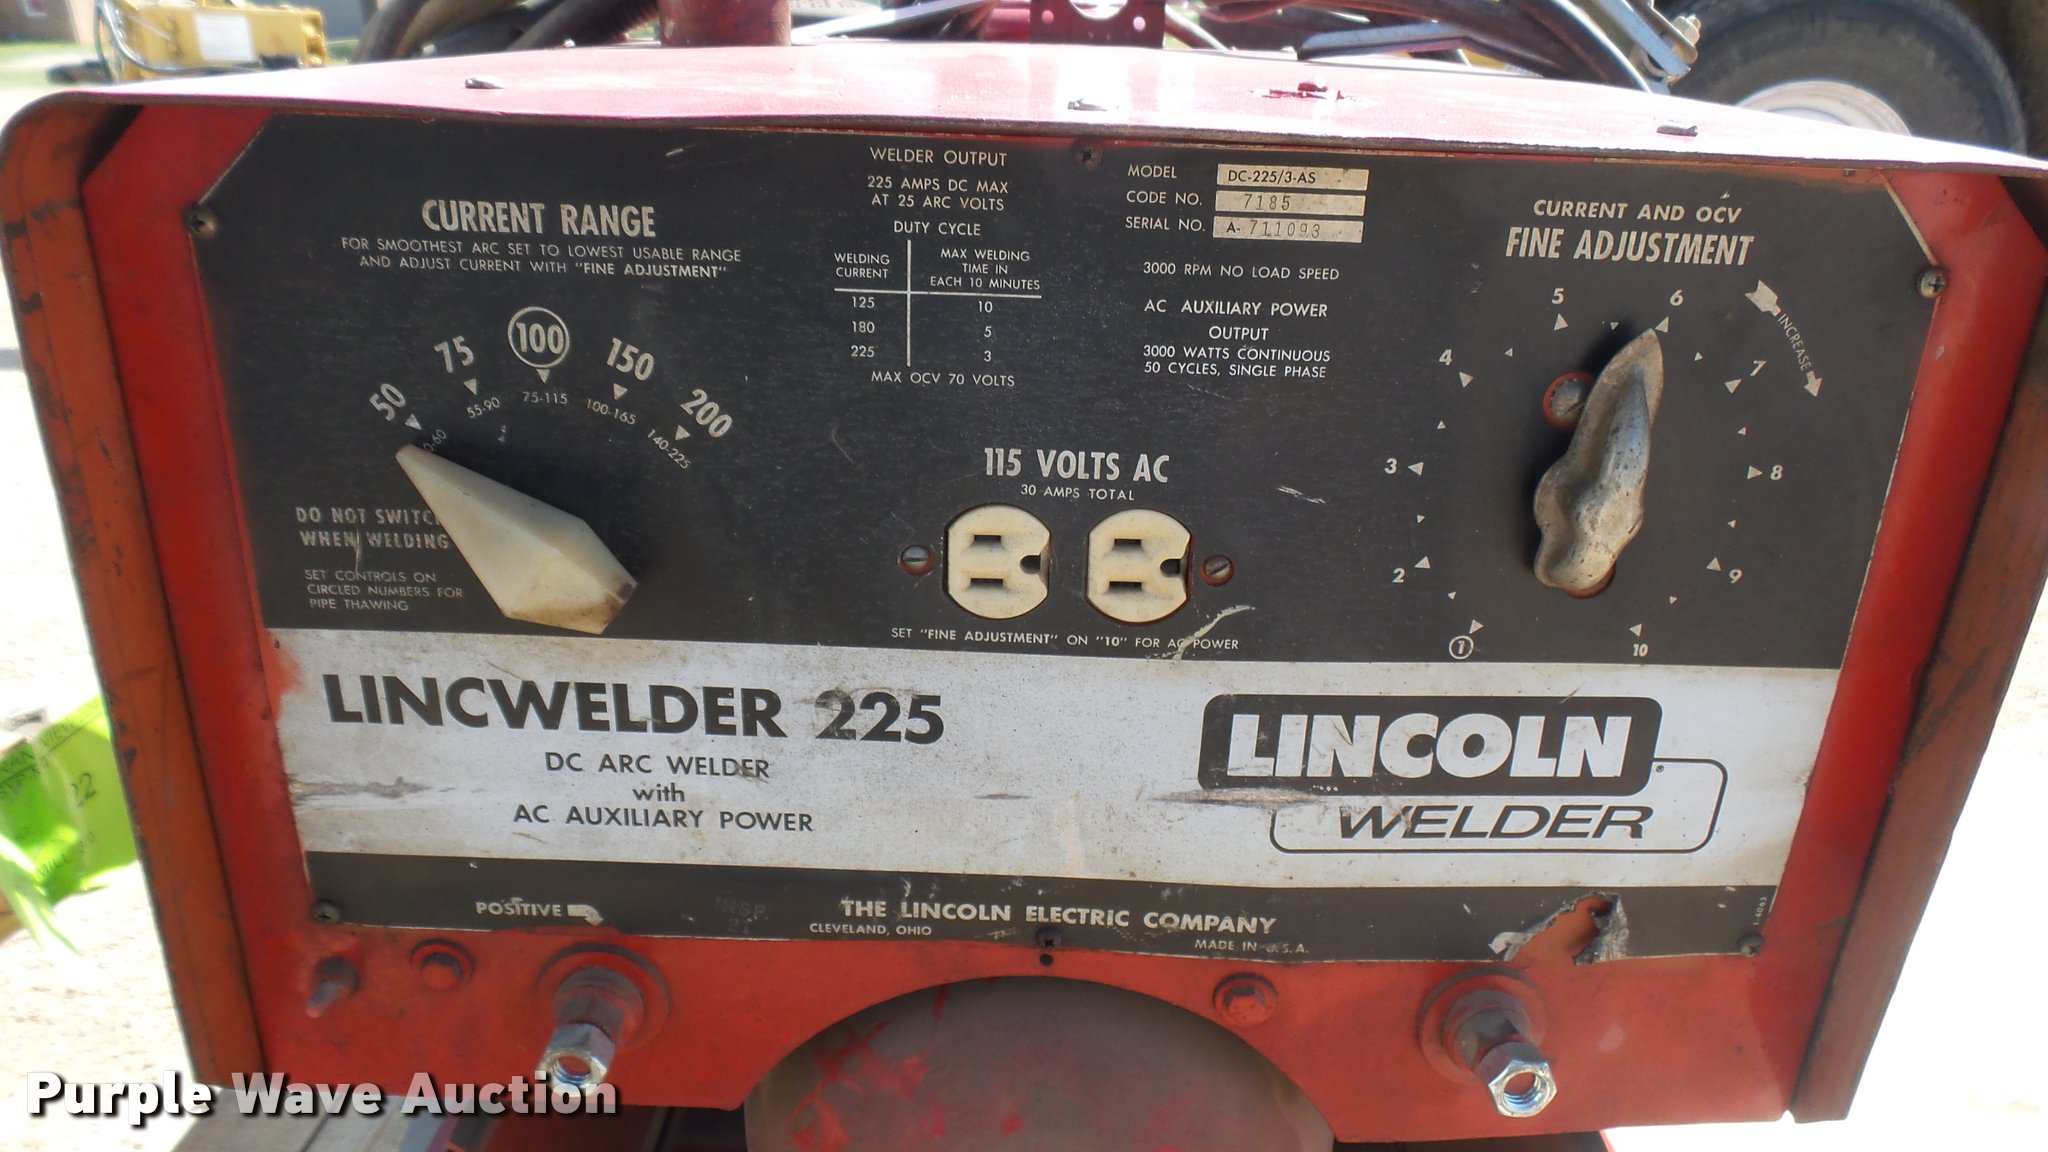 CURRENT RANGE
FOR SMOOTHEST ARC SET TO LOWEST USABLE RANGE
AND ADJUST CURRENT WITH "FINE ADJUSTMENT"
50
75
100
150
200
55-90
75-115
100-165
140-225
DO NOT SWITCH
WHEN WELDING
SET CONTROLS ON
CIRCLED NUMBERS FOR
PIPE THAWING
WELDER OUTPUT
225 AMPS DC MAX
AT 25 ARC VOLTS
DUTY CYCLE
WELDING
CURRENT
MAX WELDING
TIME IN
EACH 10 MINUTES
125 10
180 5
225 3
MAX OCV 70 VOLTS
MODEL DC-225/3-AS
CODE NO. 7185
SERIAL NO. A-711093
3000 RPM NO LOAD SPEED
AC AUXILIARY POWER
OUTPUT
3000 WATTS CONTINUOUS
50 CYCLES, SINGLE PHASE
115 VOLTS AC
30 AMPS TOTAL
SET "FINE ADJUSTMENT" ON "10" FOR AC POWER
CURRENT AND OCV
FINE ADJUSTMENT
INCREASE
1
2
3
4
5
6
7
8
9
10
LINCWELDER 225
DC ARC WELDER
with
AC AUXILIARY POWER
LINCOLN
WELDER
POSITIVE
INSP.
21
THE LINCOLN ELECTRIC COMPANY
CLEVELAND, OHIO
MADE IN U.S.A.
Purple Wave Auction